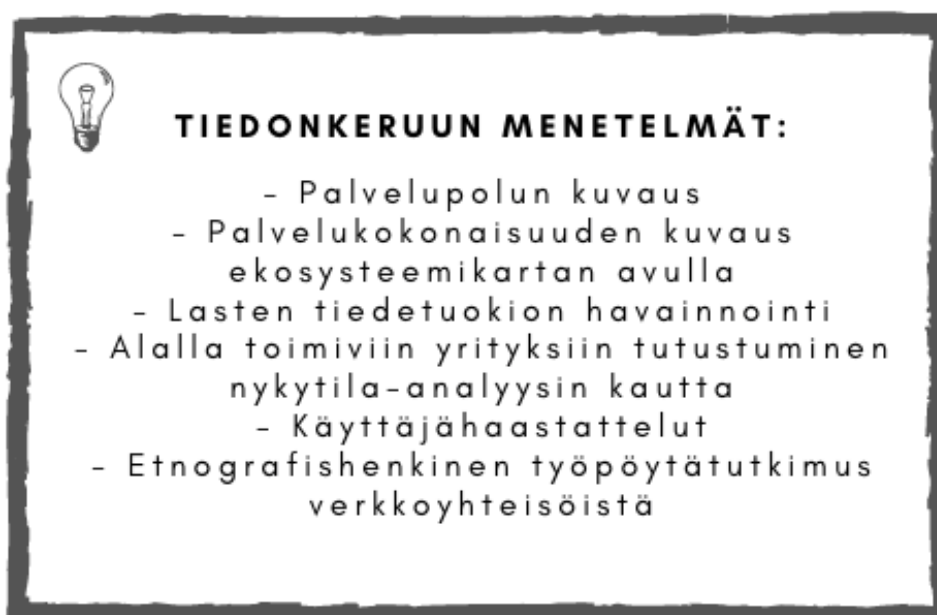 TIEDONKERUUN MENETELMÄT:
- Palvelupolun kuvaus
- Palvelukokonaisuuden kuvaus
ekosysteemikartan avulla
- Lasten tiedetuokion havainnointi
- Alalla toimiviin yrityksiin tutustuminen
nykytila-analyysin kautta
- Käyttäjähaastattelut
- Etnografishenkinen työpöytätutkimus
verkkoyhteisöistä